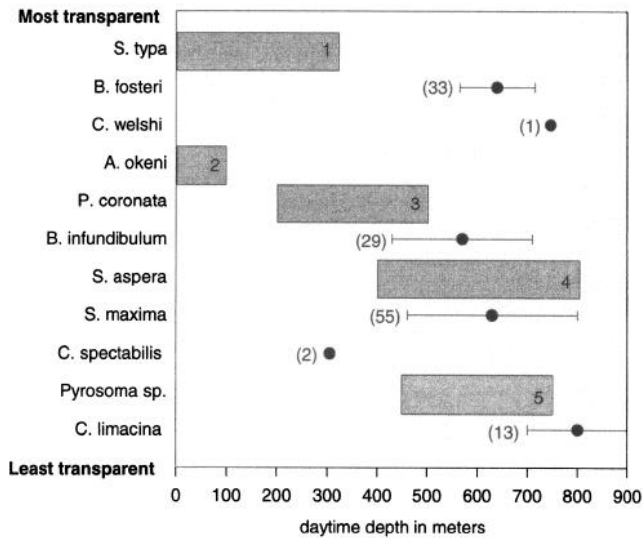 Most transparent
S. typa 1
B. fosteri (33)
C. welshi (1)
A. okeni 2
P. coronata 3
B. infundibulum (29)
S. aspera 4
S. maxima (55)
C. spectabilis (2)
Pyrosoma sp. 5
C. limacina (13)
Least transparent
0 100 200 300 400 500 600 700 800 900
daytime depth in meters